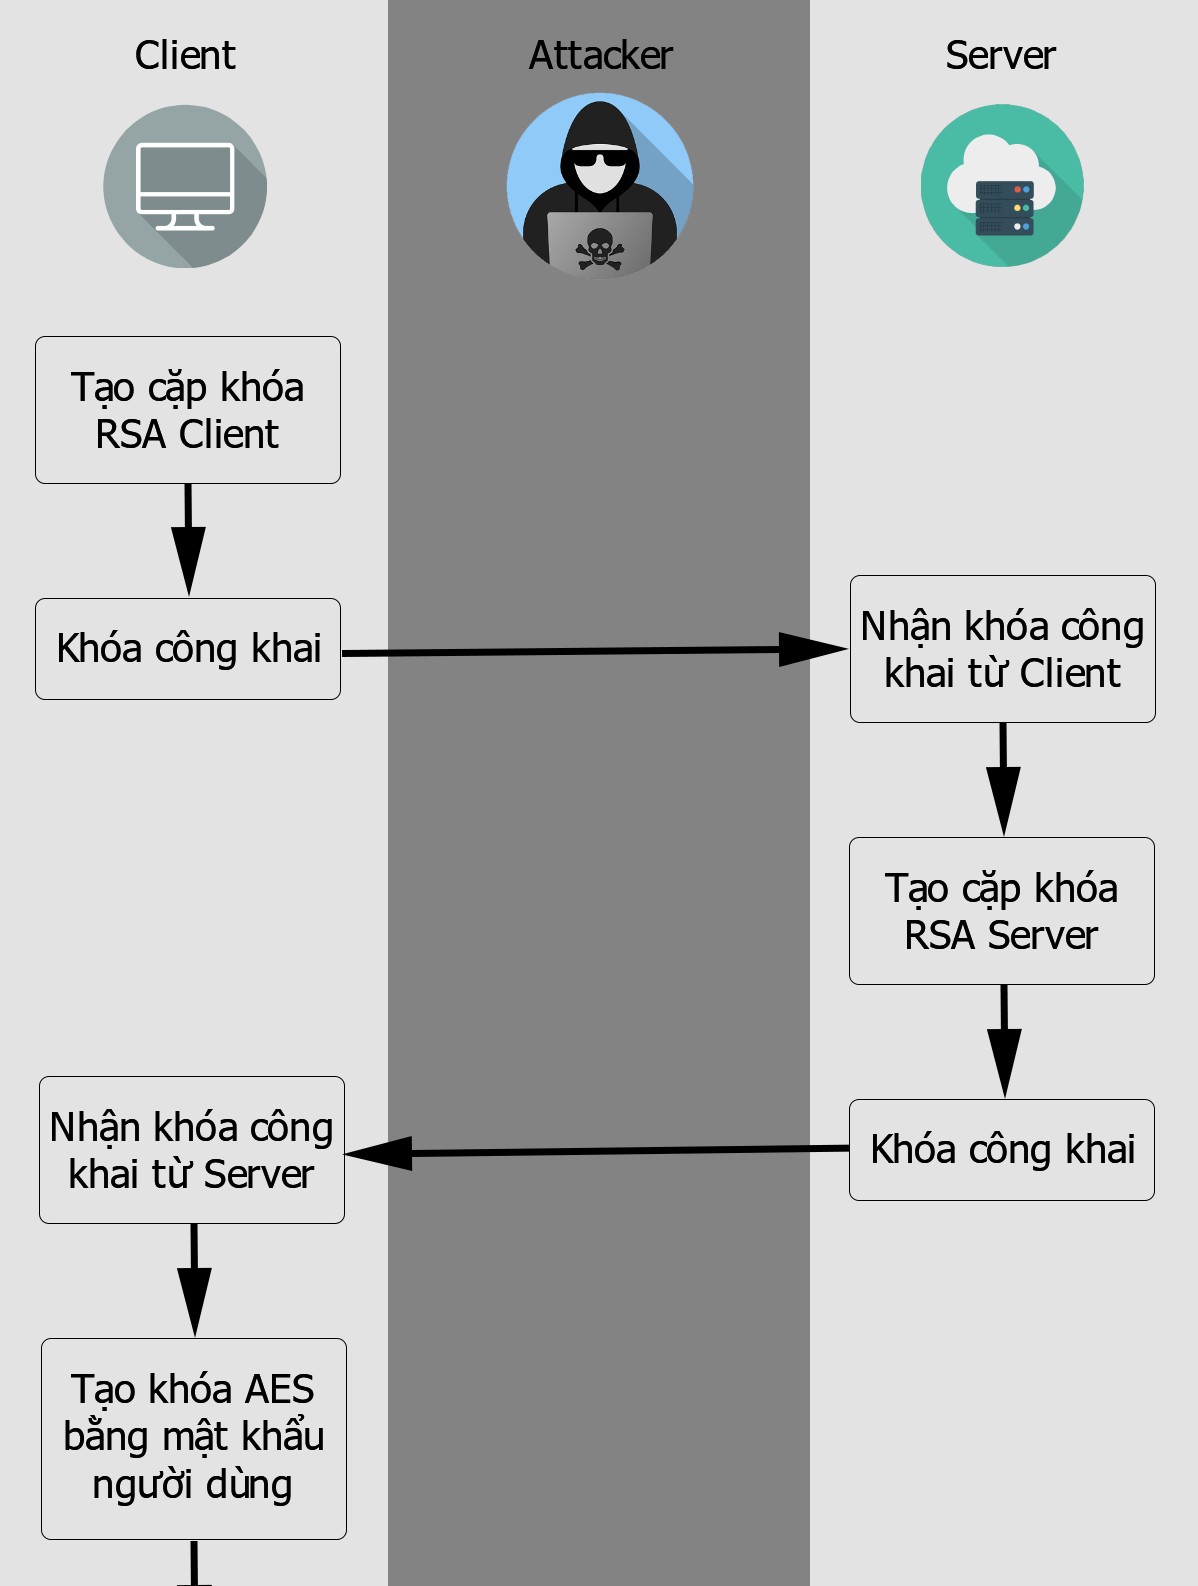 Client
Attacker
Server
Tạo cặp khóa
RSA Client
Khóa công khai
Nhận khóa công
khai từ Client
Tạo cặp khóa
RSA Server
Khóa công khai
Nhận khóa công
khai từ Server
Tạo khóa AES
bằng mật khẩu
người dùng